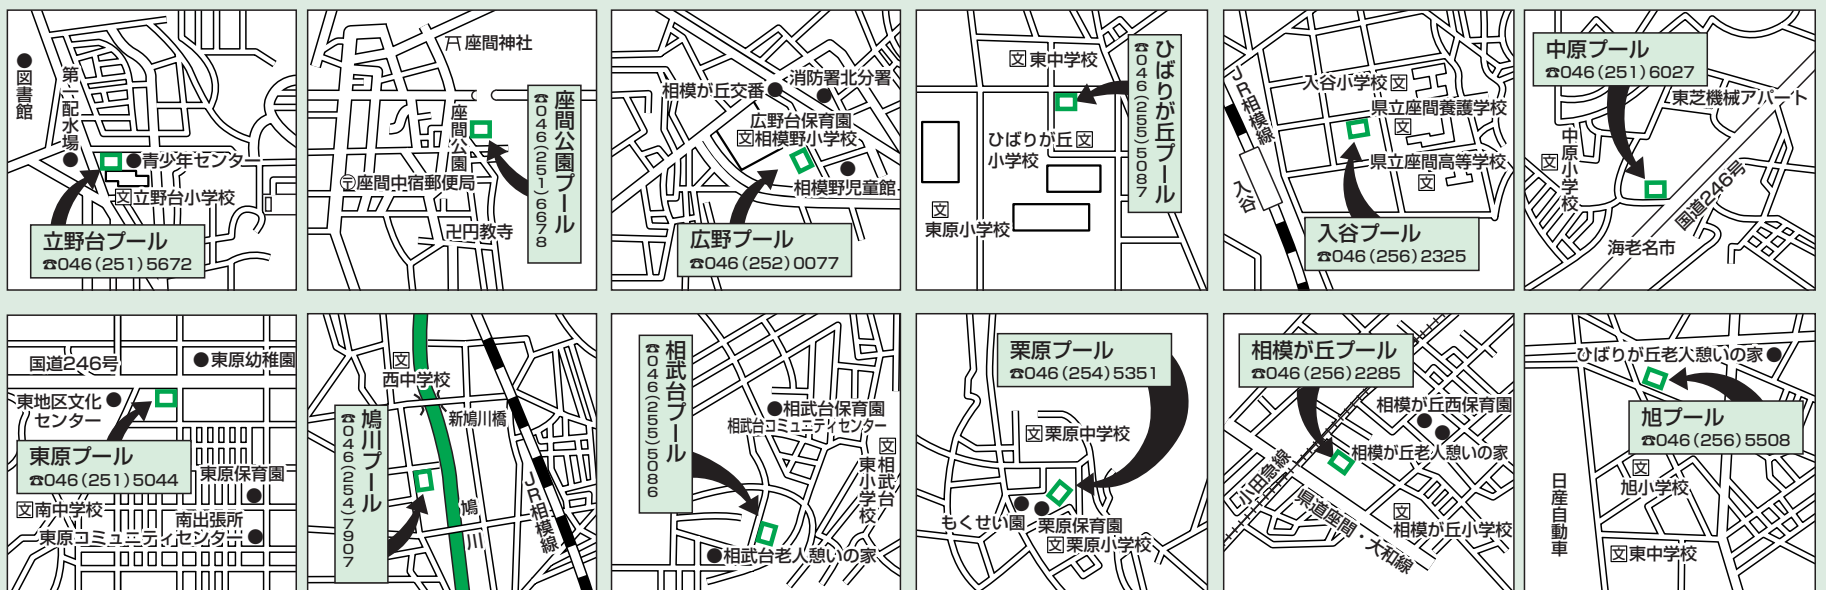 図書館
第一配水場
青少年センター
文立野台小学校
立野台プール
☎046(251)5672
座間神社
座間公園
座間公園プール
☎046(251)6678
〒座間中宿郵便局
卍円教寺
消防署北分署
相模が丘交番
広野台保育園
文相模野小学校
相模野児童館
広野プール
☎046(252)0077
文東中学校
ひばりが丘プール
☎046(255)5087
ひばりが丘文
小学校
文
東原小学校
JR相模線
入谷
入谷小学校文
県立座間養護学校
文
県立座間高等学校
文
入谷プール
☎046(256)2325
中原プール
☎046(251)6027
東芝機械アパート
文中原小学校
国道246号
海老名市
国道246号
東原幼稚園
東地区文化
センター
東原プール
☎046(251)5044
東原保育園
文南中学校
南出張所
東原コミュニティセンター
文
西中学校
新鳩川橋
鳩川プール
☎046(254)7907
鳩川
JR相模線
相武台プール
☎046(255)5086
相武台保育園
相武台コミュニティセンター
文相武台
東小学校
相武台老人憩いの家
栗原プール
☎046(254)5351
文栗原中学校
もくせい園
栗原保育園
文栗原小学校
相模が丘プール
☎046(256)2285
相模が丘西保育園
相模が丘老人憩いの家
小田急線
県道座間・大和線
文
相模が丘小学校
ひばりが丘老人憩いの家
旭プール
☎046(256)5508
文
旭小学校
日産自動車
文東中学校